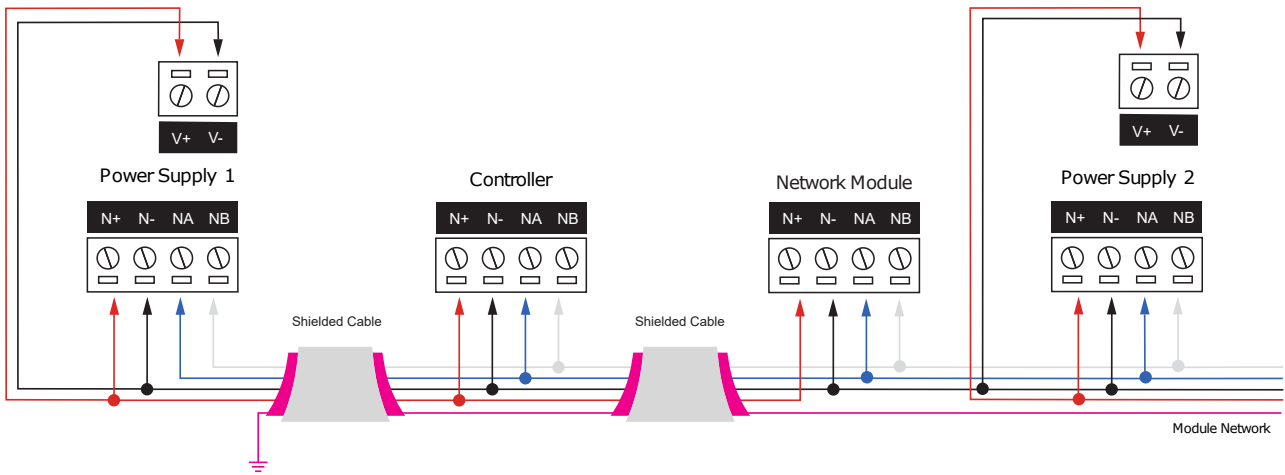 V+ V-
V+ V-
Power Supply 1
Controller
Network Module
Power Supply 2
N+ N- NA NB
N+ N- NA NB
N+ N- NA NB
N+ N- NA NB
Shielded Cable
Shielded Cable
Module Network